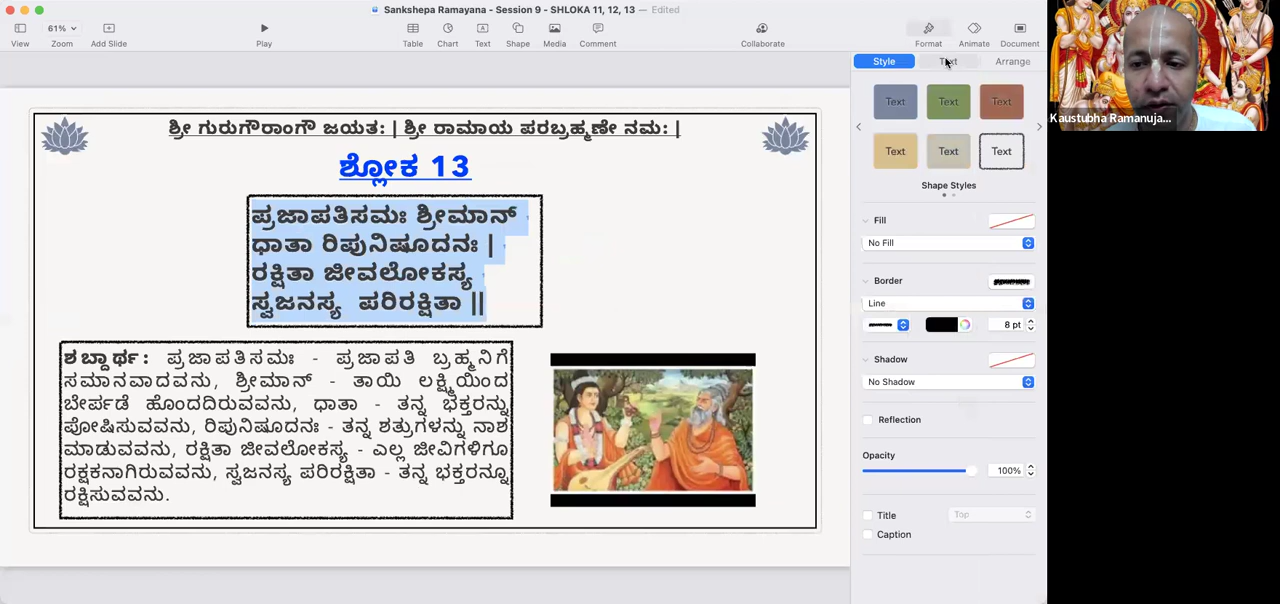 Sankshepa Ramayana - Session 9 - SHLOKA 11, 12, 13 — Edited
61%
View
Zoom
Add Slide
Play
Table
Chart
Text
Shape
Media
Comment
Collaborate
Format
Animate
Document
Style
Text
Arrange
Text
Text
Text
Text
Text
Text
Shape Styles
Fill
No Fill
Border
Line
8 pt
Shadow
No Shadow
Reflection
Opacity
100%
Title
Top
Caption
Kaustubha Ramanuja...
ಶ್ರೀ ಗುರುಗೌರಾಂಗೌ ಜಯತಃ | ಶ್ರೀ ರಾಮಾಯ ಪರಬ್ರಹ್ಮಣೇ ನಮಃ |
ಶ್ಲೋಕ 13
ಪ್ರಜಾಪತಿಸಮಃ ಶ್ರೀಮಾನ್
ಧಾತಾ ರಿಪುನಿಷೂದನಃ |
ರಕ್ಷಿತಾ ಜೀವಲೋಕಸ್ಯ
ಸ್ವಜನಸ್ಯ ಪರಿರಕ್ಷಿತಾ ||
ಶಬ್ದಾರ್ಥ: ಪ್ರಜಾಪತಿಸಮಃ - ಪ್ರಜಾಪತಿ ಬ್ರಹ್ಮನಿಗೆ
ಸಮಾನವಾದವನು, ಶ್ರೀಮಾನ್ - ತಾಯಿ ಲಕ್ಷ್ಮಿಯಿಂದ
ಬೇರ್ಪಡೆ ಹೊಂದದಿರುವವನು, ಧಾತಾ - ತನ್ನ ಭಕ್ತರನ್ನು
ಪೋಷಿಸುವವನು, ರಿಪುನಿಷೂದನಃ - ತನ್ನ ಶತ್ರುಗಳನ್ನು ನಾಶ
ಮಾಡುವವನು, ರಕ್ಷಿತಾ ಜೀವಲೋಕಸ್ಯ - ಎಲ್ಲ ಜೀವಿಗಳಿಗೂ
ರಕ್ಷಕನಾಗಿರುವವನು, ಸ್ವಜನಸ್ಯ ಪರಿರಕ್ಷಿತಾ - ತನ್ನ ಭಕ್ತರನ್ನೂ
ರಕ್ಷಿಸುವವನು.